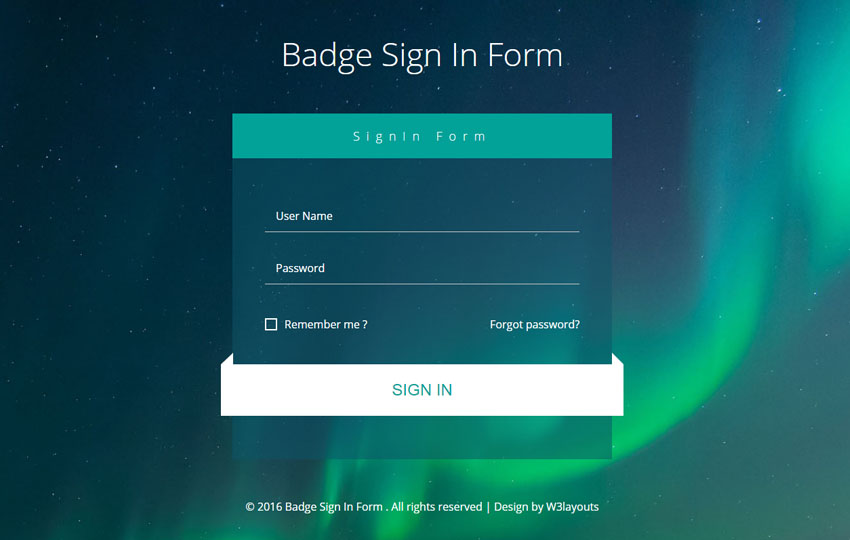 Badge Sign In Form
SignIn Form
User Name
Password
Remember me ? Forgot password?
SIGN IN
© 2016 Badge Sign In Form . All rights reserved | Design by W3layouts